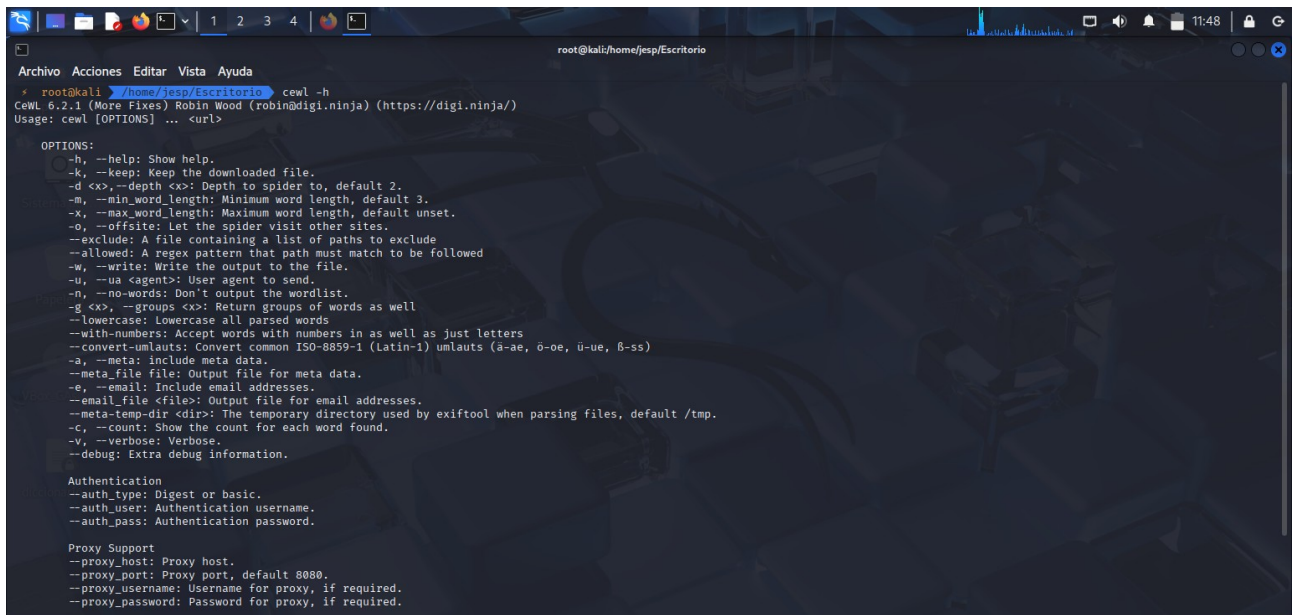 1 2 3 4
11:48
root@kali:/home/jesp/Escritorio
Archivo Acciones Editar Vista Ayuda
root@kali /home/jesp/Escritorio cewl -h
CeWL 6.2.1 (More Fixes) Robin Wood (robin@digi.ninja) (https://digi.ninja/)
Usage: cewl [OPTIONS] ... <url>
OPTIONS:
-h, --help: Show help.
-k, --keep: Keep the downloaded file.
-d <x>,--depth <x>: Depth to spider to, default 2.
-m, --min_word_length: Minimum word length, default 3.
-x, --max_word_length: Maximum word length, default unset.
-o, --offsite: Let the spider visit other sites.
--exclude: A file containing a list of paths to exclude
--allowed: A regex pattern that path must match to be followed
-w, --write: Write the output to the file.
-u, --ua <agent>: User agent to send.
-n, --no-words: Don't output the wordlist.
-g <x>, --groups <x>: Return groups of words as well
--lowercase: Lowercase all parsed words
--with-numbers: Accept words with numbers in as well as just letters
--convert-umlauts: Convert common ISO-8859-1 (Latin-1) umlauts (ä-ae, ö-oe, ü-ue, ß-ss)
-a, --meta: include meta data.
--meta_file file: Output file for meta data.
-e, --email: Include email addresses.
--email_file <file>: Output file for email addresses.
--meta-temp-dir <dir>: The temporary directory used by exiftool when parsing files, default /tmp.
-c, --count: Show the count for each word found.
-v, --verbose: Verbose.
--debug: Extra debug information.
Authentication
--auth_type: Digest or basic.
--auth_user: Authentication username.
--auth_pass: Authentication password.
Proxy Support
--proxy_host: Proxy host.
--proxy_port: Proxy port, default 8080.
--proxy_username: Username for proxy, if required.
--proxy_password: Password for proxy, if required.